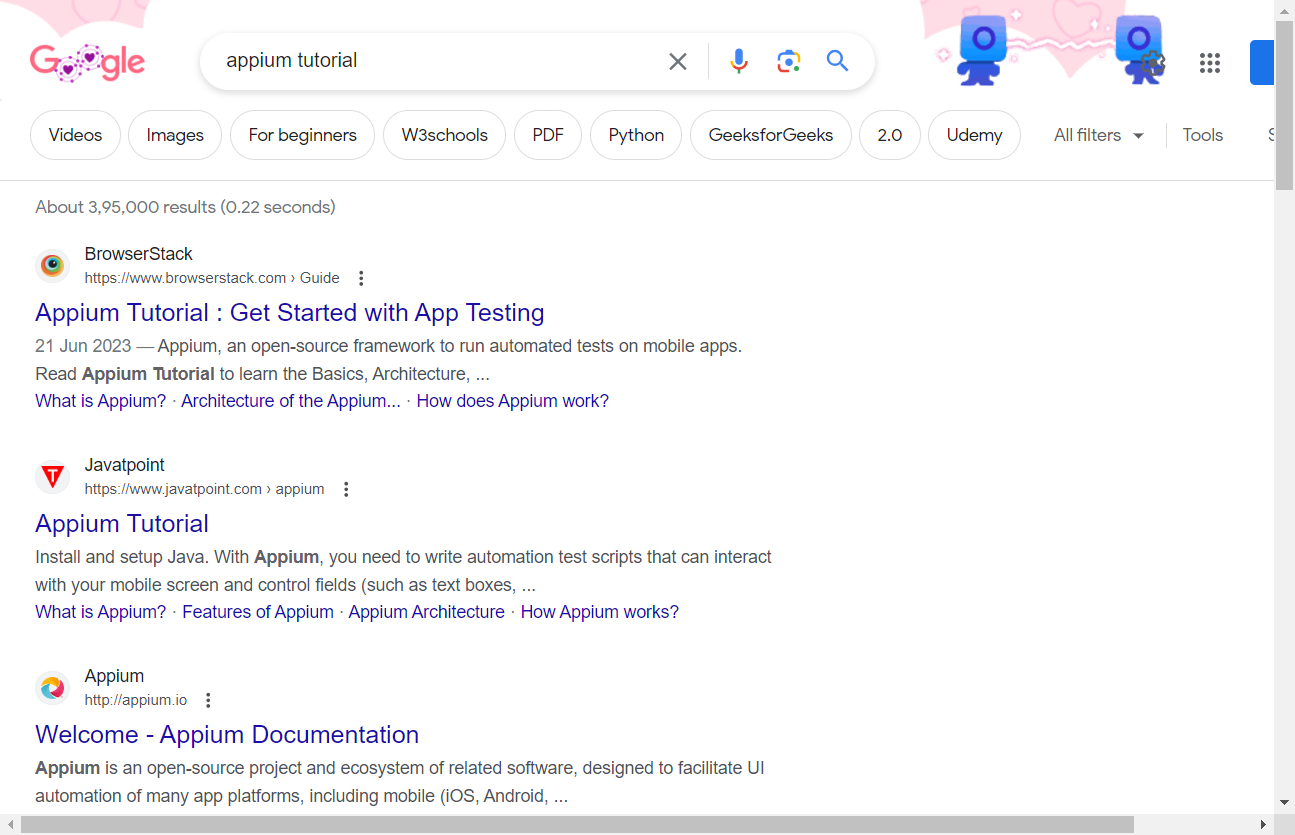 Google
appium tutorial
Videos Images For beginners W3schools PDF Python GeeksforGeeks 2.0 Udemy All filters Tools
About 3,95,000 results (0.22 seconds)
BrowserStack
https://www.browserstack.com › Guide
Appium Tutorial : Get Started with App Testing
21 Jun 2023 — Appium, an open-source framework to run automated tests on mobile apps.
Read Appium Tutorial to learn the Basics, Architecture, ...
What is Appium? · Architecture of the Appium... · How does Appium work?
Javatpoint
https://www.javatpoint.com › appium
Appium Tutorial
Install and setup Java. With Appium, you need to write automation test scripts that can interact
with your mobile screen and control fields (such as text boxes, ...
What is Appium? · Features of Appium · Appium Architecture · How Appium works?
Appium
http://appium.io
Welcome - Appium Documentation
Appium is an open-source project and ecosystem of related software, designed to facilitate UI
automation of many app platforms, including mobile (iOS, Android, ...